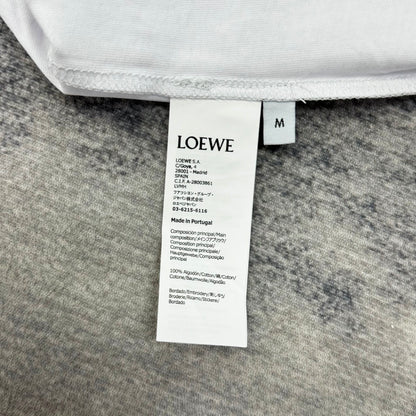 LOEWE
LOEWE S.A
C/Goya, 4
28001 - Madrid
SPAIN
C.I.F. A-28003861
LVMH
ファッション・グループ・
ジャパン株式会社
ロエベジャパン
03-6215-6116
Made in Portugal
Composición principal/Main
composition/メインファブリック/
Composition principal/
Composizione principale/
Hauptgewebe/Composição
principal
100% Algodón/Cotton/綿/Coton/
Cotone/Baumwolle/Algodão
Bordado/Embroidery/刺しゅう/
Broderie/Ricamo/Stickerei/
Bordado
M